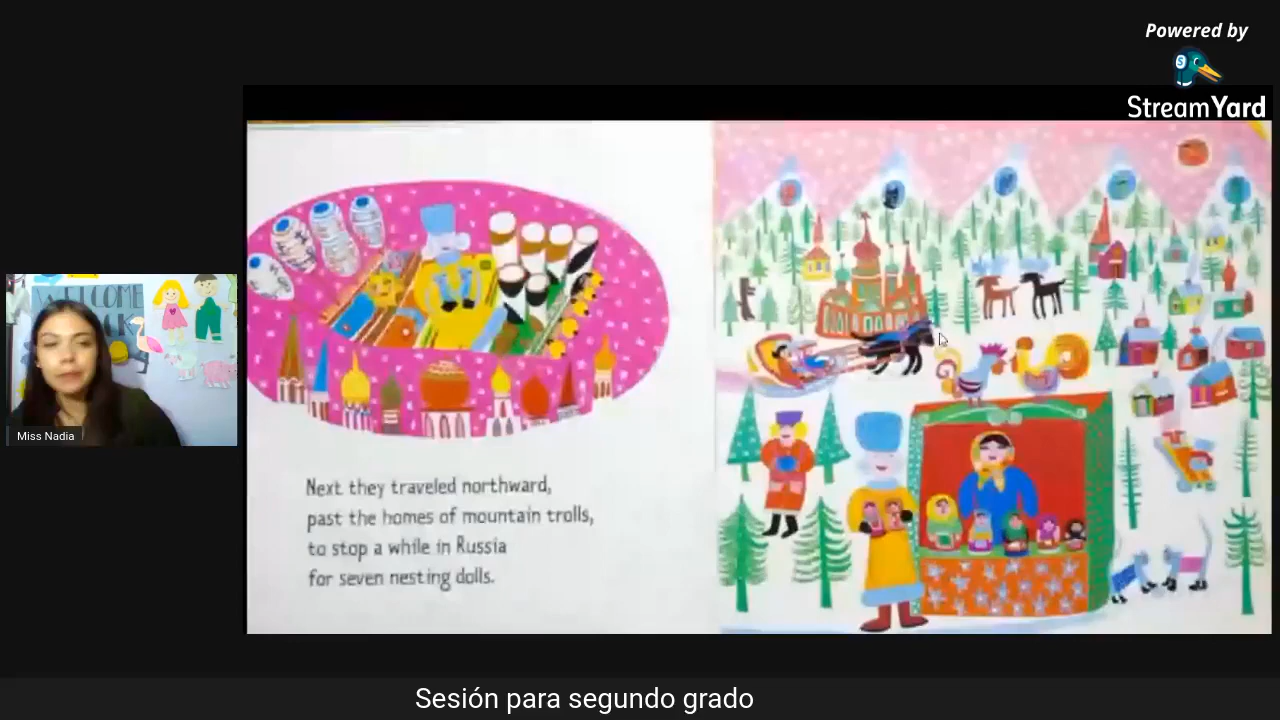 Powered by
StreamYard
WELCOME
Miss Nadia
Next they traveled northward,
past the homes of mountain trolls,
to stop a while in Russia
for seven nesting dolls.
Sesión para segundo grado